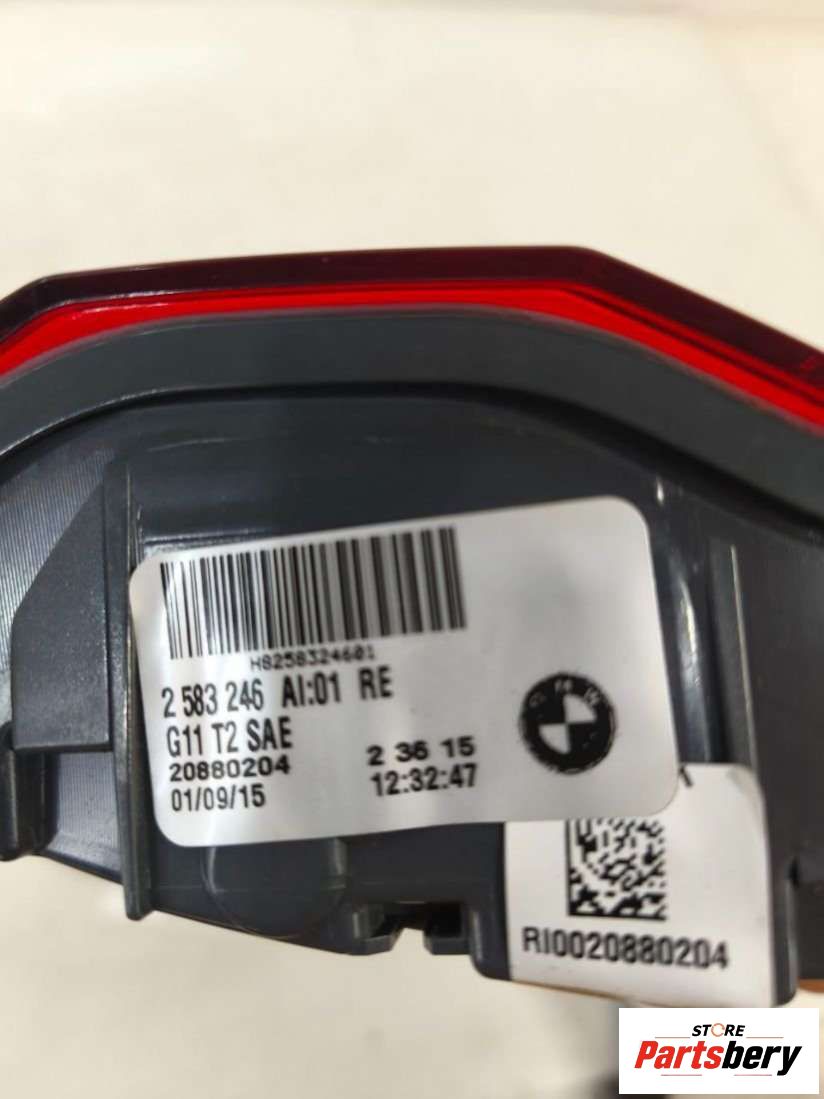 H8258324601
2 583 246 AI:01 RE
G11 T2 SAE
20880204 2 36 15
01/09/15 12:32:47
RI0020880204
STORE
Partsbery